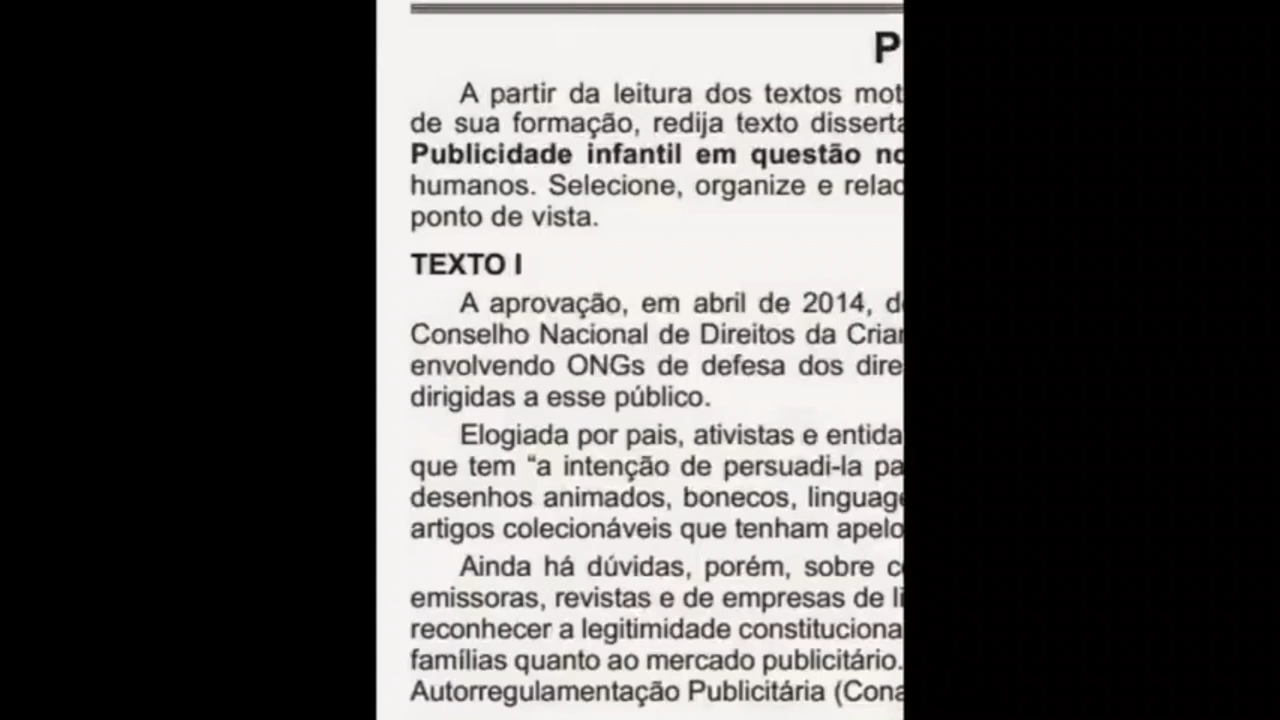 P
A partir da leitura dos textos mot
de sua formação, redija texto disserta
Publicidade infantil em questão no
humanos. Selecione, organize e relac
ponto de vista.
TEXTO I
A aprovação, em abril de 2014, de
Conselho Nacional de Direitos da Crian
envolvendo ONGs de defesa dos dire
dirigidas a esse público.
Elogiada por pais, ativistas e entida
que tem “a intenção de persuadi-la pa
desenhos animados, bonecos, linguage
artigos colecionáveis que tenham apelo
Ainda há dúvidas, porém, sobre co
emissoras, revistas e de empresas de li
reconhecer a legitimidade constituciona
famílias quanto ao mercado publicitário.
Autorregulamentação Publicitária (Cona